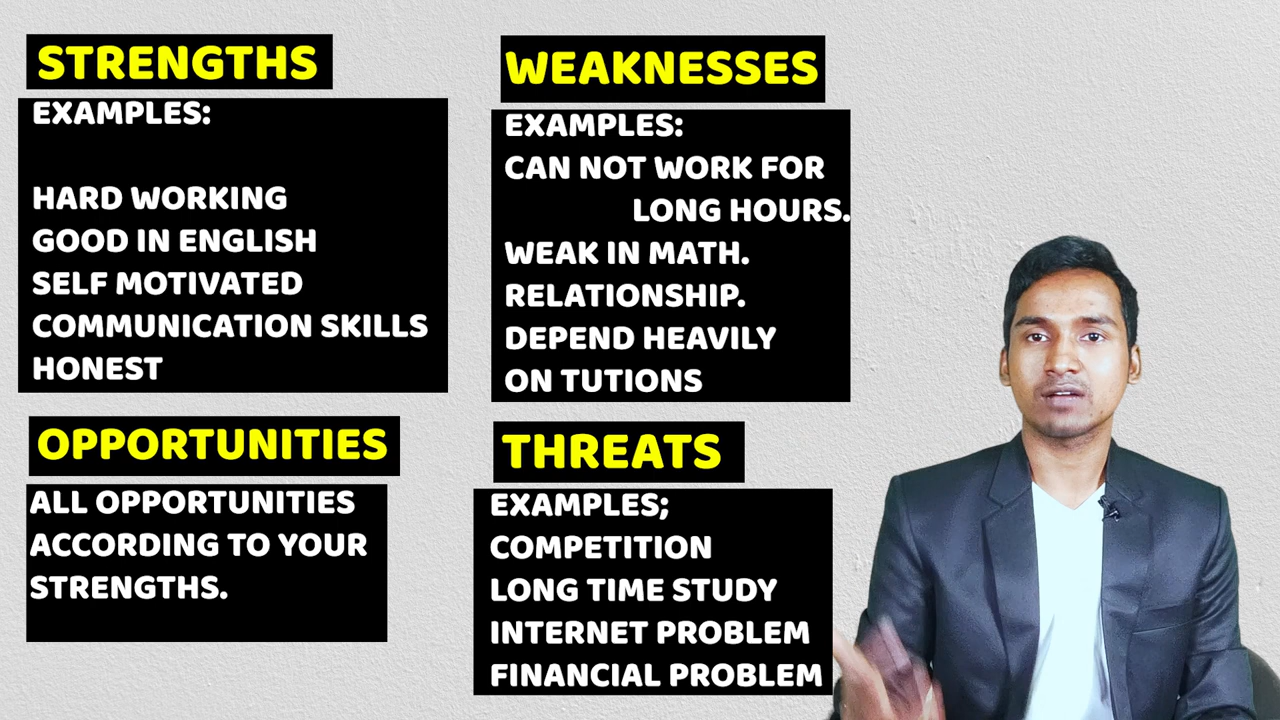 STRENGTHS
EXAMPLES:
HARD WORKING
GOOD IN ENGLISH
SELF MOTIVATED
COMMUNICATION SKILLS
HONEST
WEAKNESSES
EXAMPLES:
CAN NOT WORK FOR
LONG HOURS.
WEAK IN MATH.
RELATIONSHIP.
DEPEND HEAVILY
ON TUTIONS
OPPORTUNITIES
ALL OPPORTUNITIES
ACCORDING TO YOUR
STRENGTHS.
THREATS
EXAMPLES;
COMPETITION
LONG TIME STUDY
INTERNET PROBLEM
FINANCIAL PROBLEM